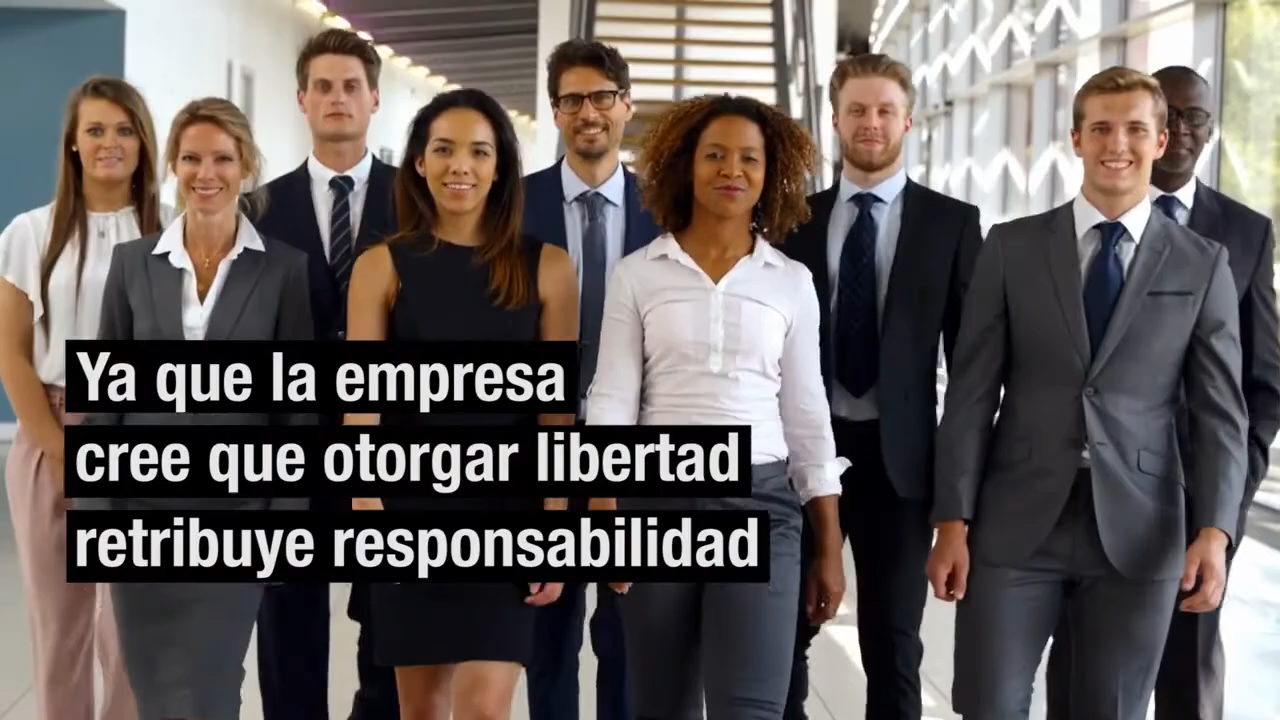 Ya que la empresa
cree que otorgar libertad
retribuye responsabilidad